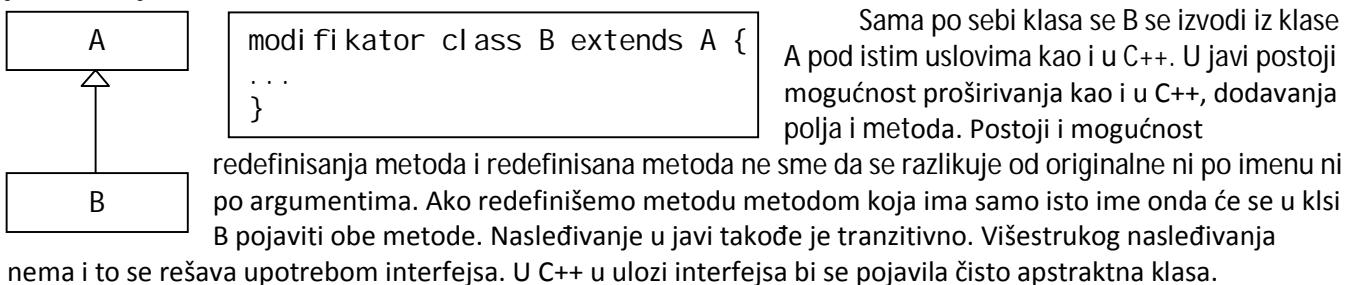 A
B
modifikator class B extends A {
...
}
Sama po sebi klasa se B se izvodi iz klase
A pod istim uslovima kao i u C++. U javi postoji
mogućnost proširivanja kao i u C++, dodavanja
polja i metoda. Postoji i mogućnost
redefinisanja metoda i redefinisana metoda ne sme da se razlikuje od originalne ni po imenu ni
po argumentima. Ako redefinišemo metodu metodom koja ima samo isto ime onda će se u klsi
B pojaviti obe metode. Nasleđivanje u javi takođe je tranzitivno. Višestrukog nasleđivanja
nema i to se rešava upotrebom interfejsa. U C++ u ulozi interfejsa bi se pojavila čisto apstraktna klasa.